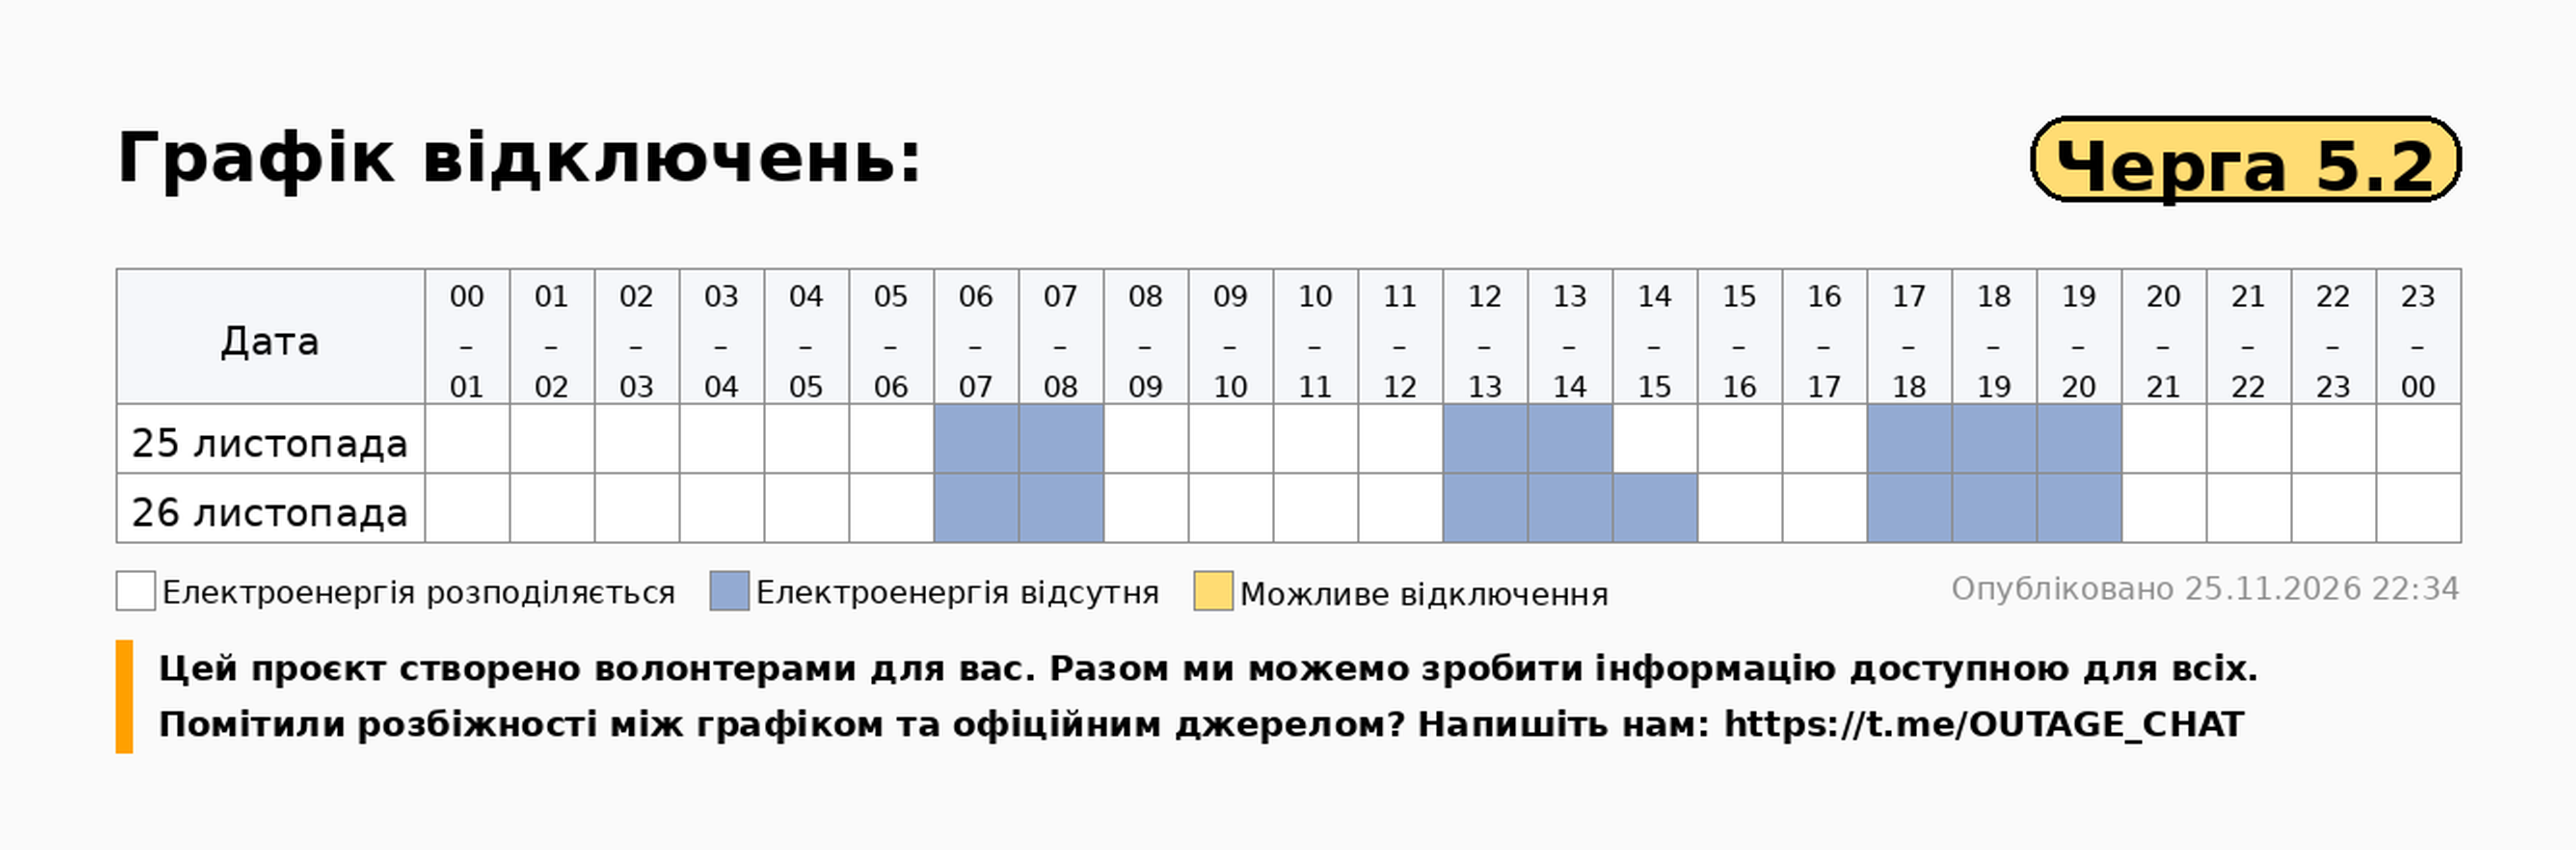 Графік відключень:
Черга 5.2
Дата 00 – 01 01 – 02 02 – 03 03 – 04 04 – 05 05 – 06 06 – 07 07 – 08 08 – 09 09 – 10 10 – 11 11 – 12 12 – 13 13 – 14 14 – 15 15 – 16 16 – 17 17 – 18 18 – 19 19 – 20 20 – 21 21 – 22 22 – 23 23 – 00
25 листопада
26 листопада
Електроенергія розподіляється Електроенергія відсутня Можливе відключення Опубліковано 25.11.2026 22:34
Цей проєкт створено волонтерами для вас. Разом ми можемо зробити інформацію доступною для всіх.
Помітили розбіжності між графіком та офіційним джерелом? Напишіть нам: https://t.me/OUTAGE_CHAT